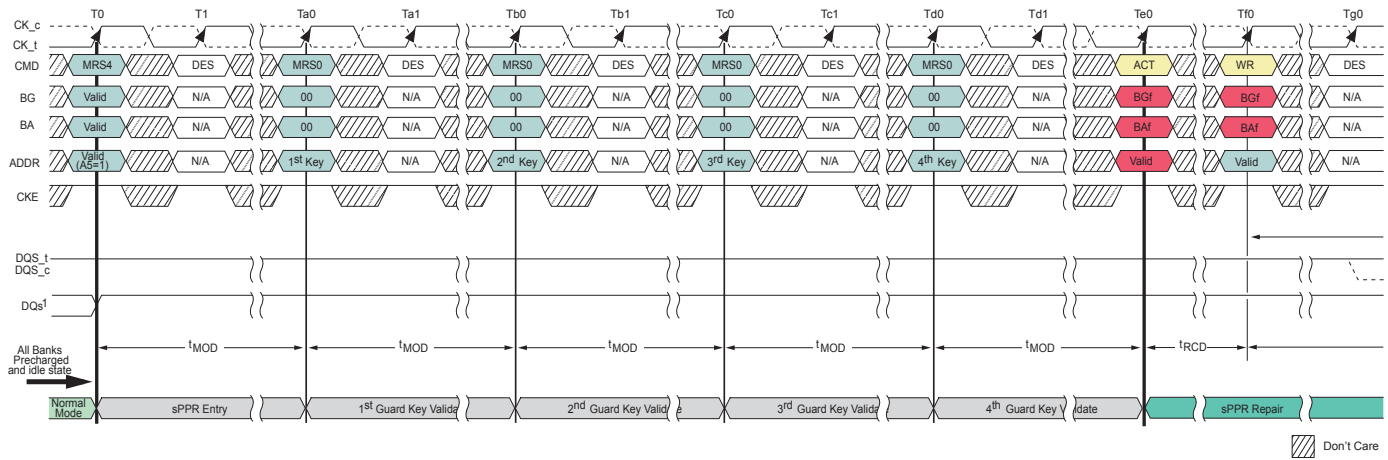 T0 T1 Ta0 Ta1 Tb0 Tb1 Tc0 Tc1 Td0 Td1 Te0 Tf0 Tg0
CK_c
CK_t
CMD MRS4 DES MRS0 DES MRS0 DES MRS0 DES MRS0 DES ACT WR DES
BG Valid N/A 00 N/A 00 N/A 00 N/A 00 N/A BGf BGf N/A
BA Valid N/A 00 N/A 00 N/A 00 N/A 00 N/A BAf BAf N/A
ADDR Valid (A5=1) N/A 1st Key N/A 2nd Key N/A 3rd Key N/A 4th Key N/A Valid Valid N/A
CKE
DQS_t
DQS_c
DQs1
All Banks
Precharged
and idle state
tMOD tMOD tMOD tMOD tMOD tRCD
Normal Mode sPPR Entry 1st Guard Key Valida 2nd Guard Key Valid e 3rd Guard Key Valida e 4th Guard Key V idate sPPR Repair
Don't Care